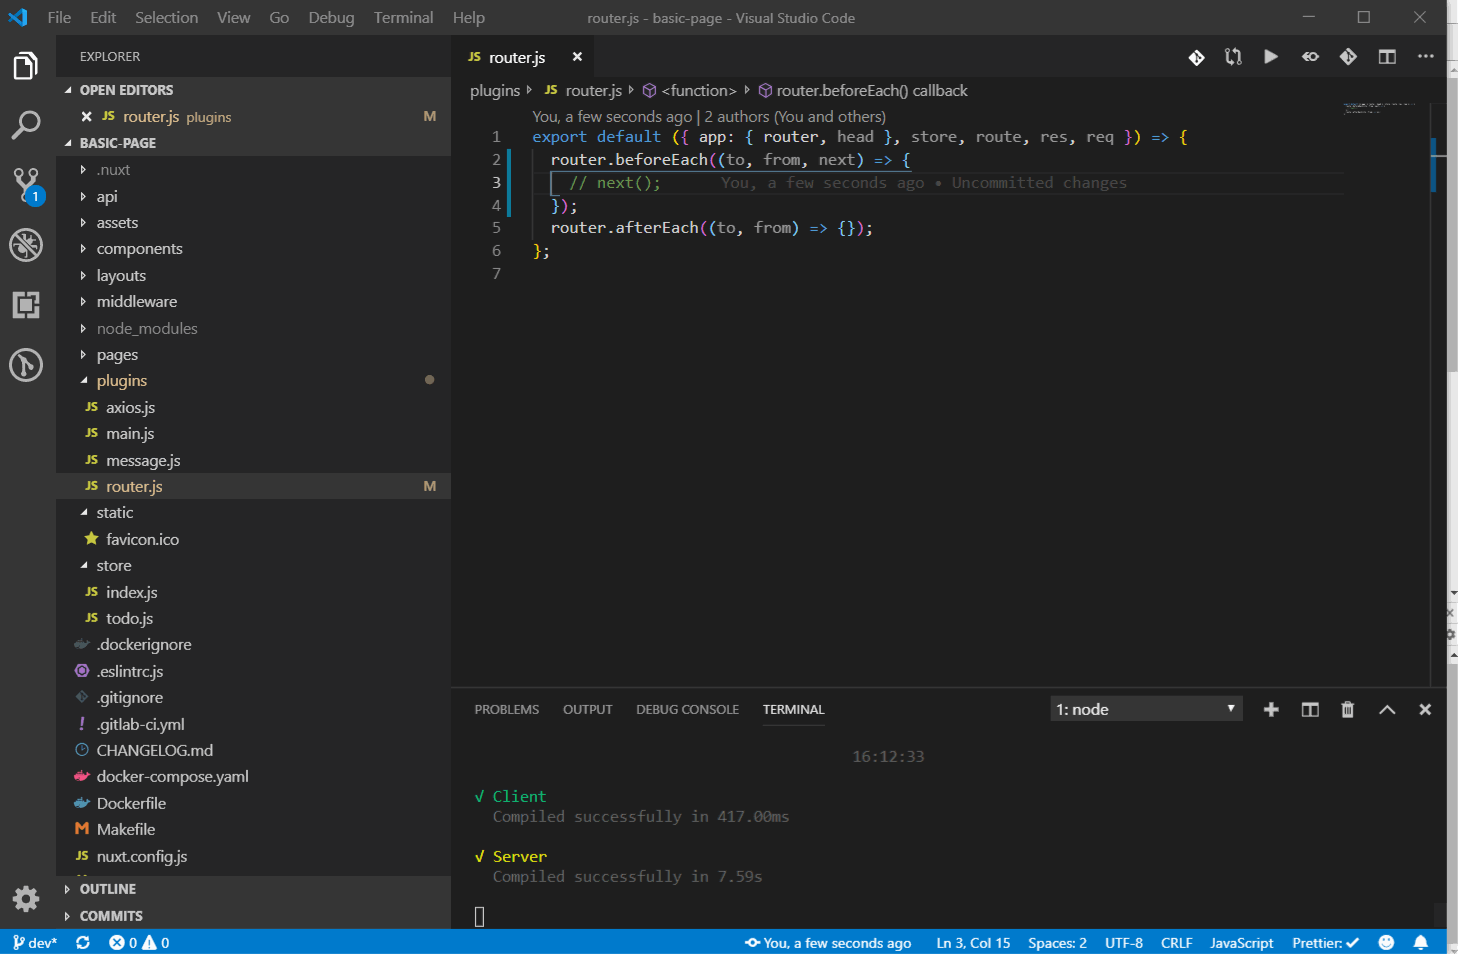 File Edit Selection View Go Debug Terminal Help
router.js - basic-page - Visual Studio Code
EXPLORER
OPEN EDITORS
JS router.js plugins M
BASIC-PAGE
.nuxt
api
assets
components
layouts
middleware
node_modules
pages
plugins
JS axios.js
JS main.js
JS message.js
JS router.js M
static
favicon.ico
store
JS index.js
JS todo.js
.dockerignore
.eslintrc.js
.gitignore
! .gitlab-ci.yml
CHANGELOG.md
docker-compose.yaml
Dockerfile
M Makefile
JS nuxt.config.js
OUTLINE
COMMITS
1
JS router.js
plugins JS router.js <function> router.beforeEach() callback
You, a few seconds ago | 2 authors (You and others)
1 export default ({ app: { router, head }, store, route, res, req }) => {
2 router.beforeEach((to, from, next) => {
3 // next(); You, a few seconds ago • Uncommitted changes
4 });
5 router.afterEach((to, from) => {});
6 };
7
PROBLEMS OUTPUT DEBUG CONSOLE TERMINAL 1: node
16:12:33
√ Client
Compiled successfully in 417.00ms
√ Server
Compiled successfully in 7.59s
dev* 0 0 You, a few seconds ago Ln 3, Col 15 Spaces: 2 UTF-8 CRLF JavaScript Prettier: ✓